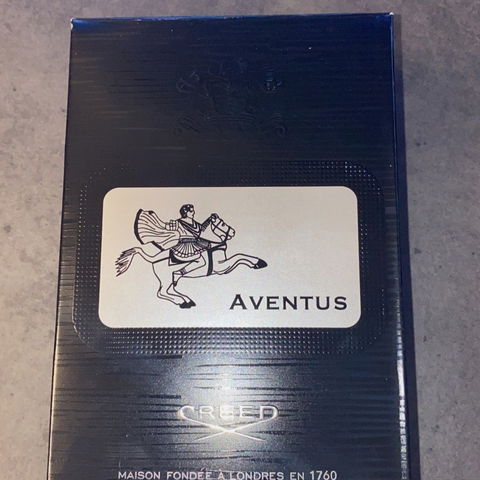 AVENTUS
CREED
MAISON FONDÉE À LONDRES EN 1760